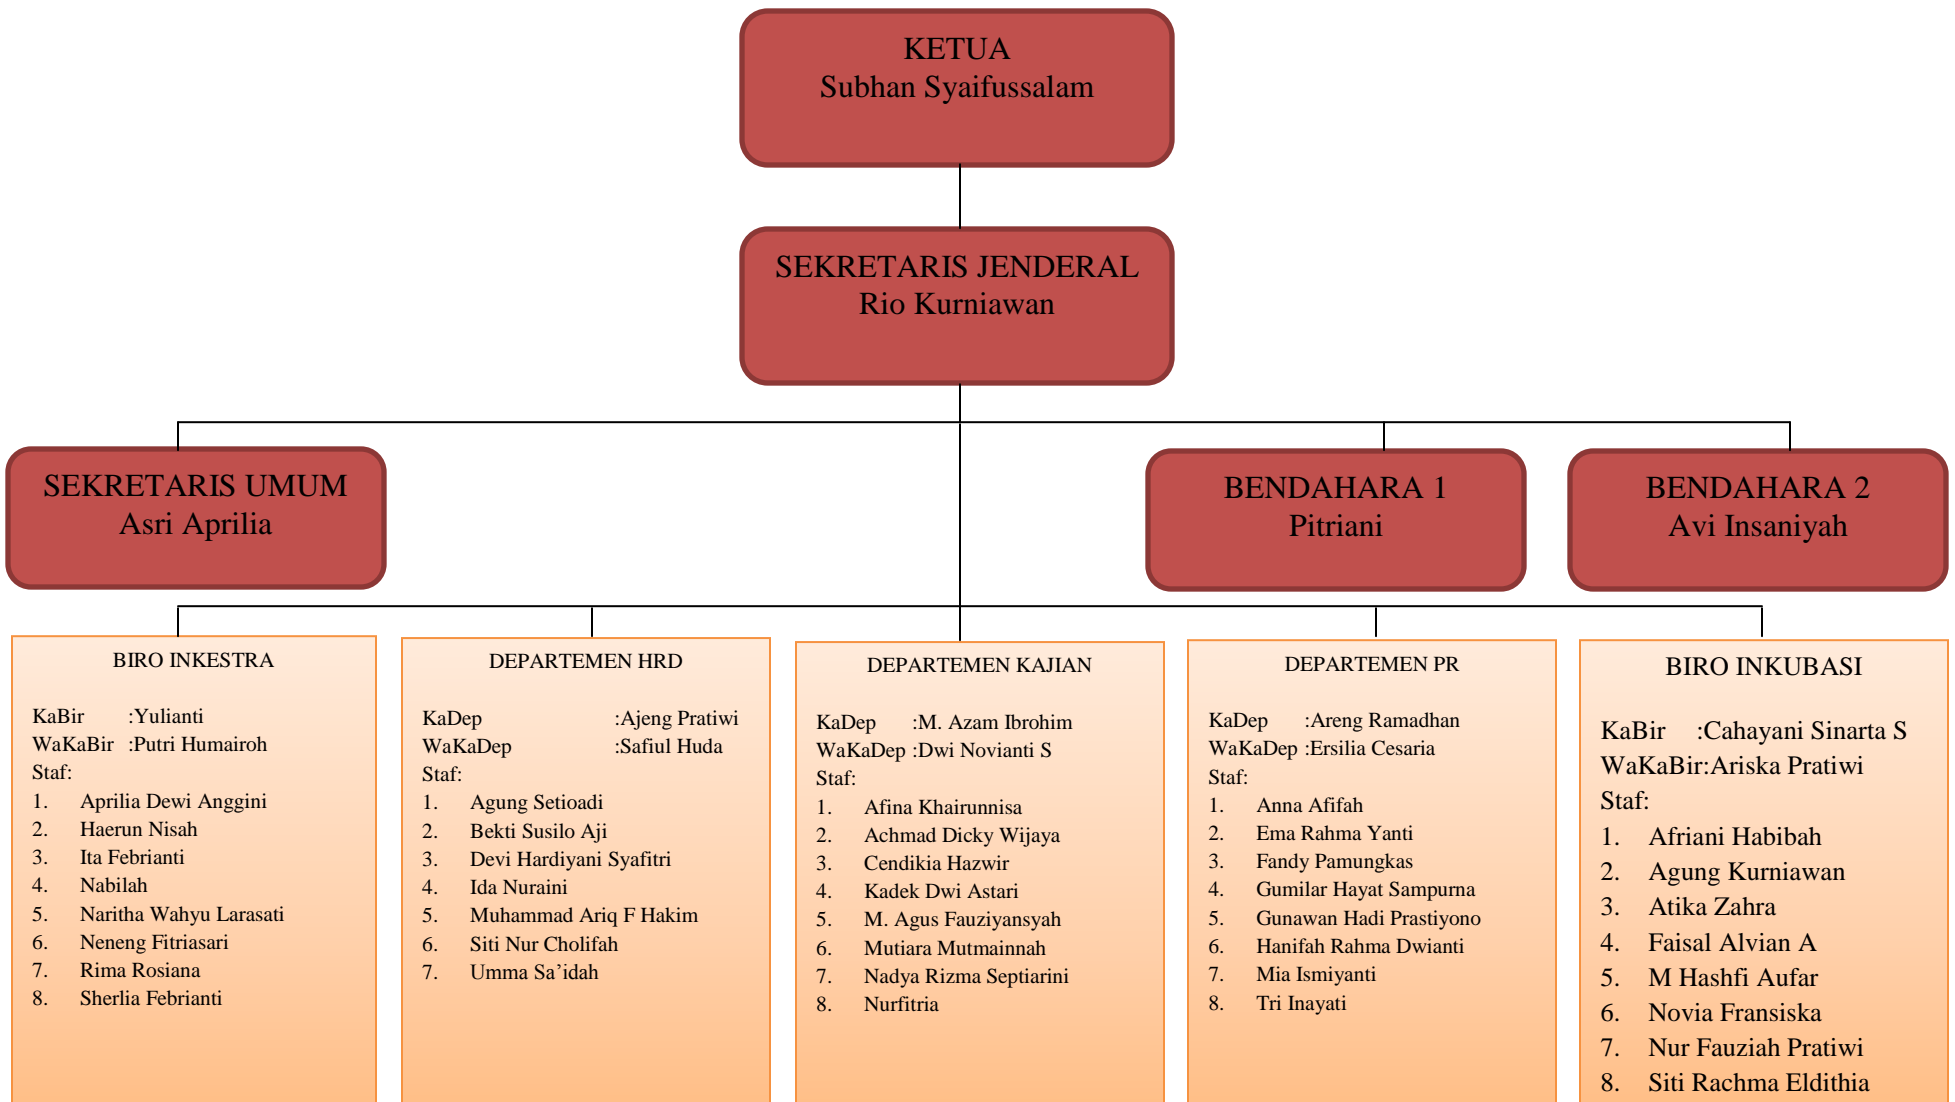 KETUA
Subhan Syaifussalam
SEKRETARIS JENDERAL
Rio Kurniawan
SEKRETARIS UMUM
Asri Aprilia
BENDAHARA 1
Pitriani
BENDAHARA 2
Avi Insaniyah
BIRO INKESTRA
KaBir :Yulianti
WaKaBir :Putri Humairoh
Staf:
1. Aprilia Dewi Anggini
2. Haerun Nisah
3. Ita Febrianti
4. Nabilah
5. Naritha Wahyu Larasati
6. Neneng Fitriasari
7. Rima Rosiana
8. Sherlia Febrianti
DEPARTEMEN HRD
KaDep :Ajeng Pratiwi
WaKaDep :Safiul Huda
Staf:
1. Agung Setioadi
2. Bekti Susilo Aji
3. Devi Hardiyani Syafitri
4. Ida Nuraini
5. Muhammad Ariq F Hakim
6. Siti Nur Cholifah
7. Umma Sa’idah
DEPARTEMEN KAJIAN
KaDep :M. Azam Ibrohim
WaKaDep :Dwi Novianti S
Staf:
1. Afina Khairunnisa
2. Achmad Dicky Wijaya
3. Cendikia Hazwir
4. Kadek Dwi Astari
5. M. Agus Fauziyansyah
6. Mutiara Mutmainnah
7. Nadya Rizma Septiarini
8. Nurfitria
DEPARTEMEN PR
KaDep :Areng Ramadhan
WaKaDep :Ersilia Cesaria
Staf:
1. Anna Afifah
2. Ema Rahma Yanti
3. Fandy Pamungkas
4. Gumilar Hayat Sampurna
5. Gunawan Hadi Prastiyono
6. Hanifah Rahma Dwianti
7. Mia Ismiyanti
8. Tri Inayati
BIRO INKUBASI
KaBir :Cahayani Sinarta S
WaKaBir:Ariska Pratiwi
Staf:
1. Afriani Habibah
2. Agung Kurniawan
3. Atika Zahra
4. Faisal Alvian A
5. M Hashfi Aufar
6. Novia Fransiska
7. Nur Fauziah Pratiwi
8. Siti Rachma Eldithia